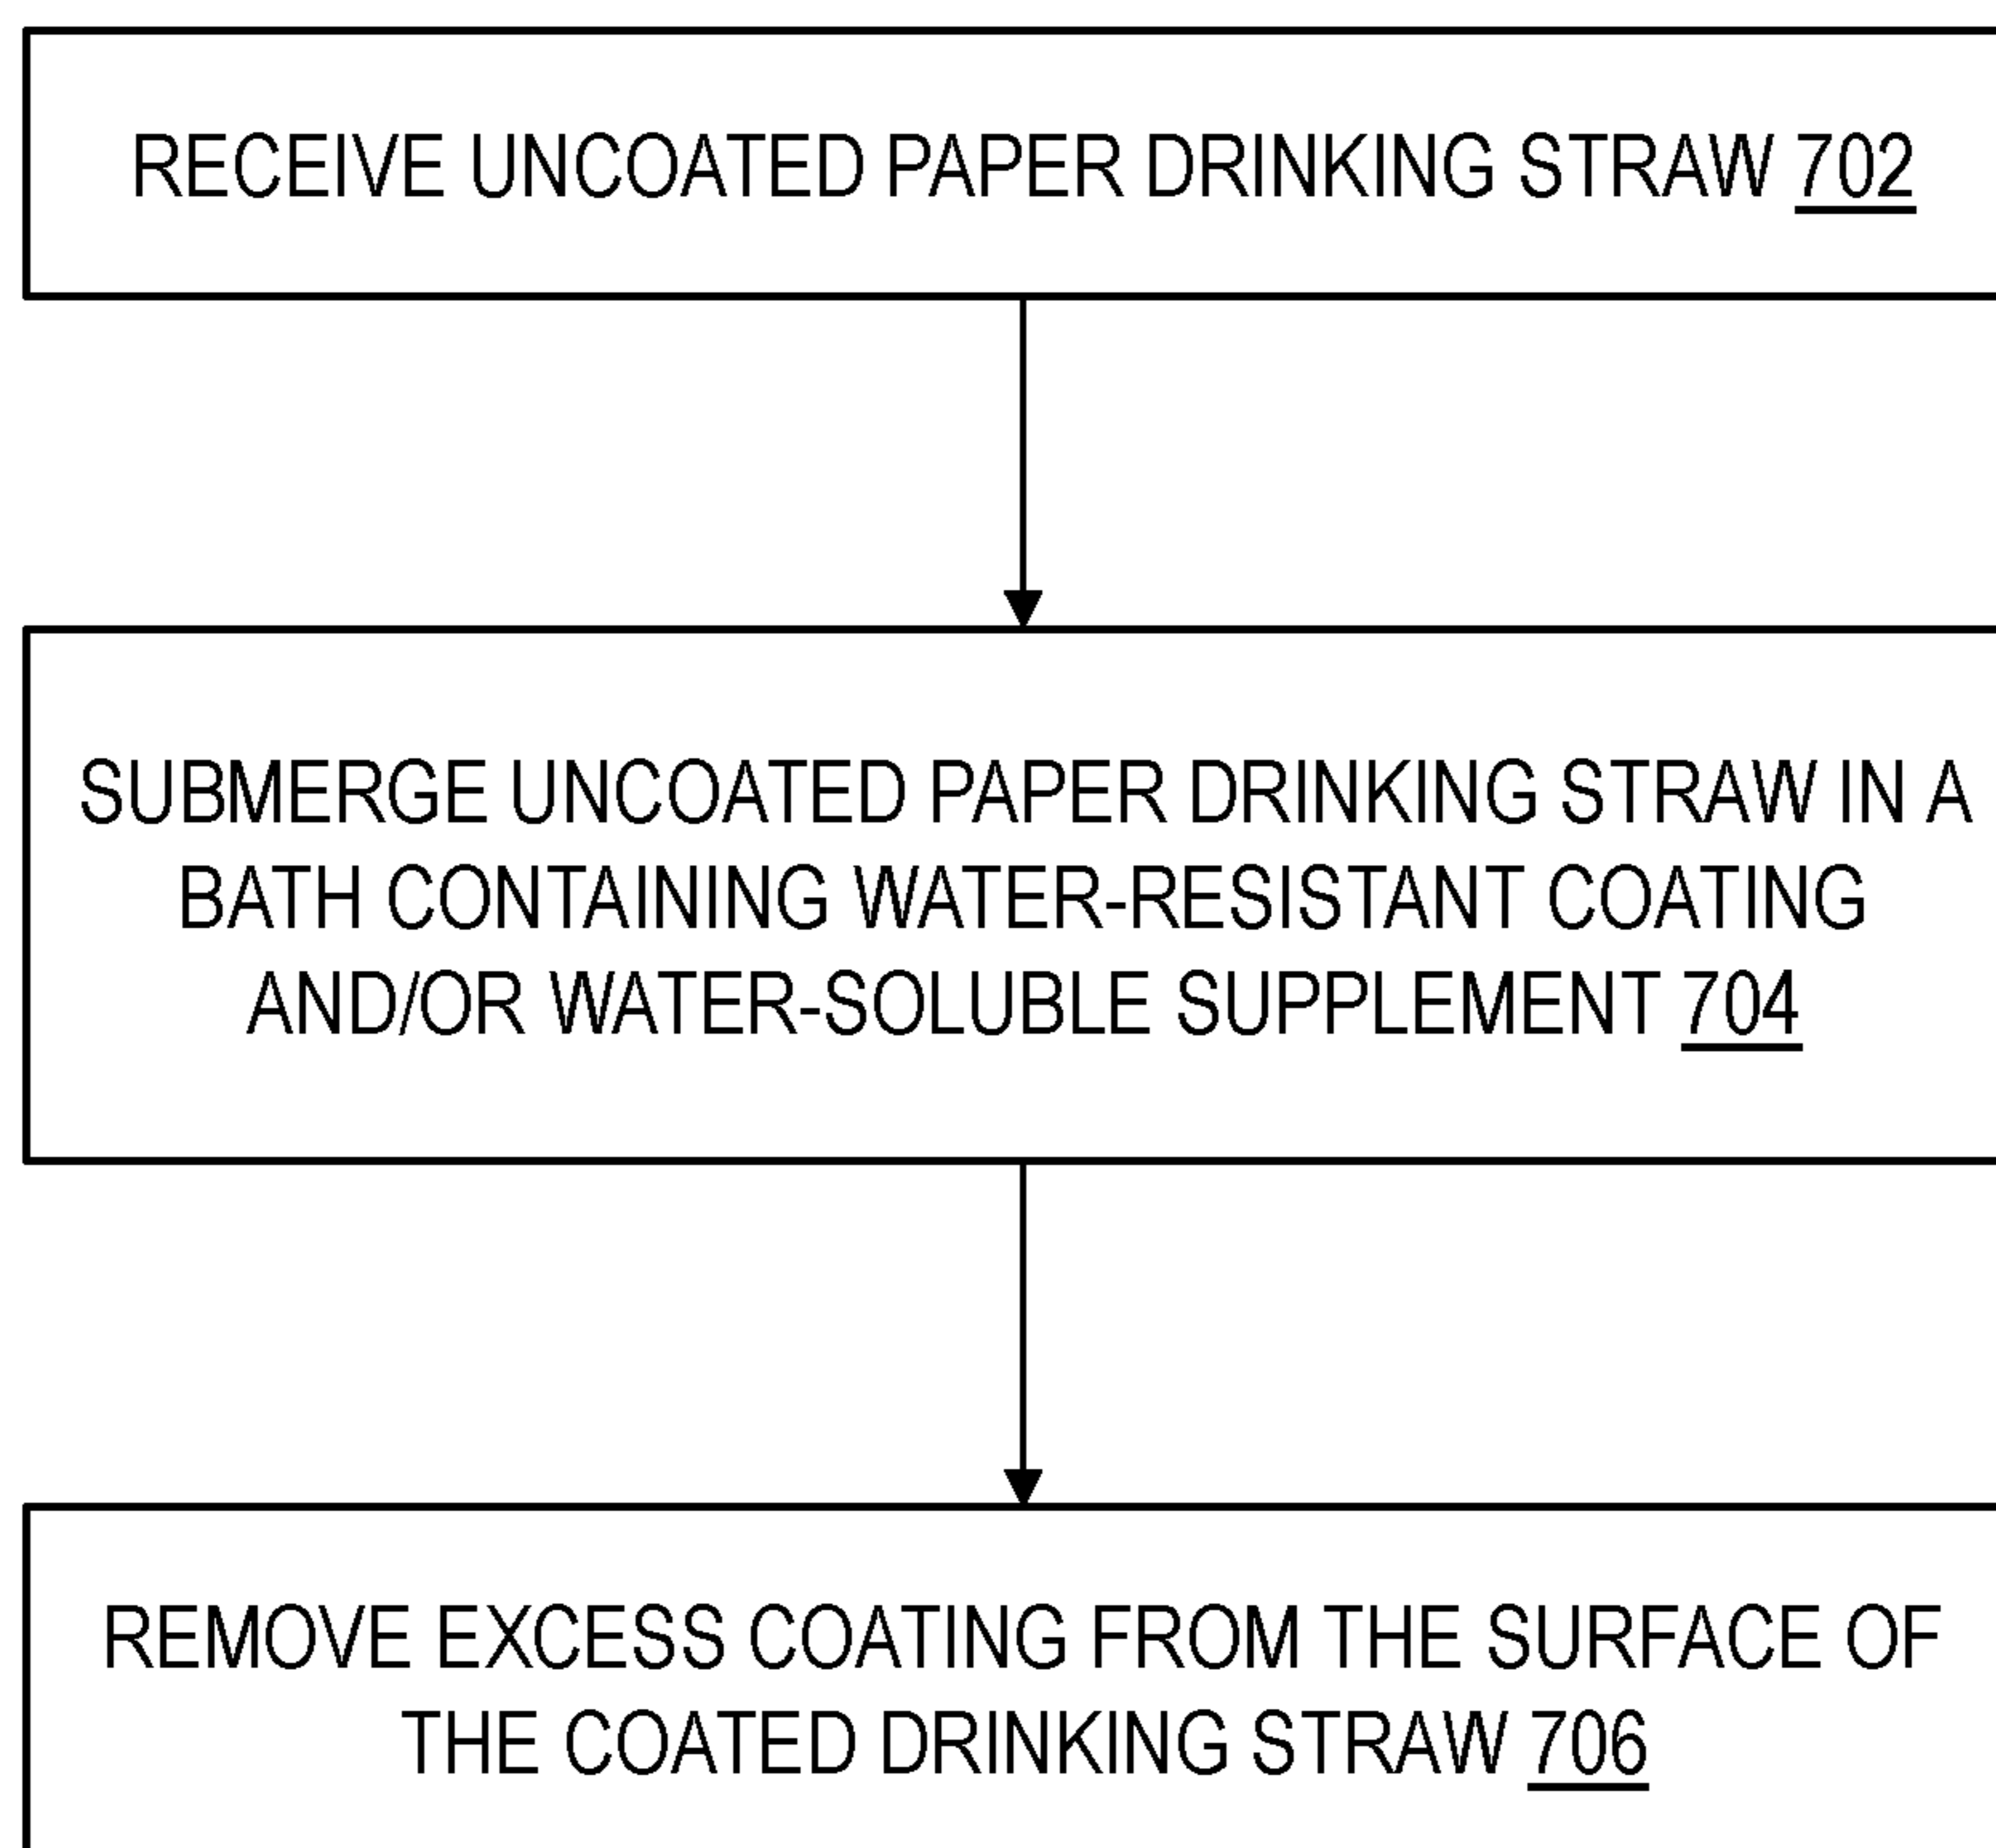 RECEIVE UNCOATED PAPER DRINKING STRAW 702
SUBMERGE UNCOATED PAPER DRINKING STRAW IN A
BATH CONTAINING WATER-RESISTANT COATING
AND/OR WATER-SOLUBLE SUPPLEMENT 704
REMOVE EXCESS COATING FROM THE SURFACE OF
THE COATED DRINKING STRAW 706